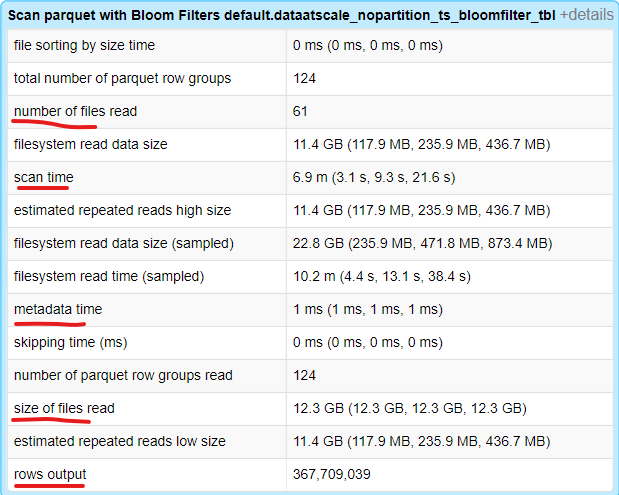 Scan parquet with Bloom Filters default.dataatscale_nopartition_ts_bloomfilter_tbl +details
file sorting by size time 0 ms (0 ms, 0 ms, 0 ms)
total number of parquet row groups 124
number of files read 61
filesystem read data size 11.4 GB (117.9 MB, 235.9 MB, 436.7 MB)
scan time 6.9 m (3.1 s, 9.3 s, 21.6 s)
estimated repeated reads high size 11.4 GB (117.9 MB, 235.9 MB, 436.7 MB)
filesystem read data size (sampled) 22.8 GB (235.9 MB, 471.8 MB, 873.4 MB)
filesystem read time (sampled) 10.2 m (4.4 s, 13.1 s, 38.4 s)
metadata time 1 ms (1 ms, 1 ms, 1 ms)
skipping time (ms) 0 ms (0 ms, 0 ms, 0 ms)
number of parquet row groups read 124
size of files read 12.3 GB (12.3 GB, 12.3 GB, 12.3 GB)
estimated repeated reads low size 11.4 GB (117.9 MB, 235.9 MB, 436.7 MB)
rows output 367,709,039